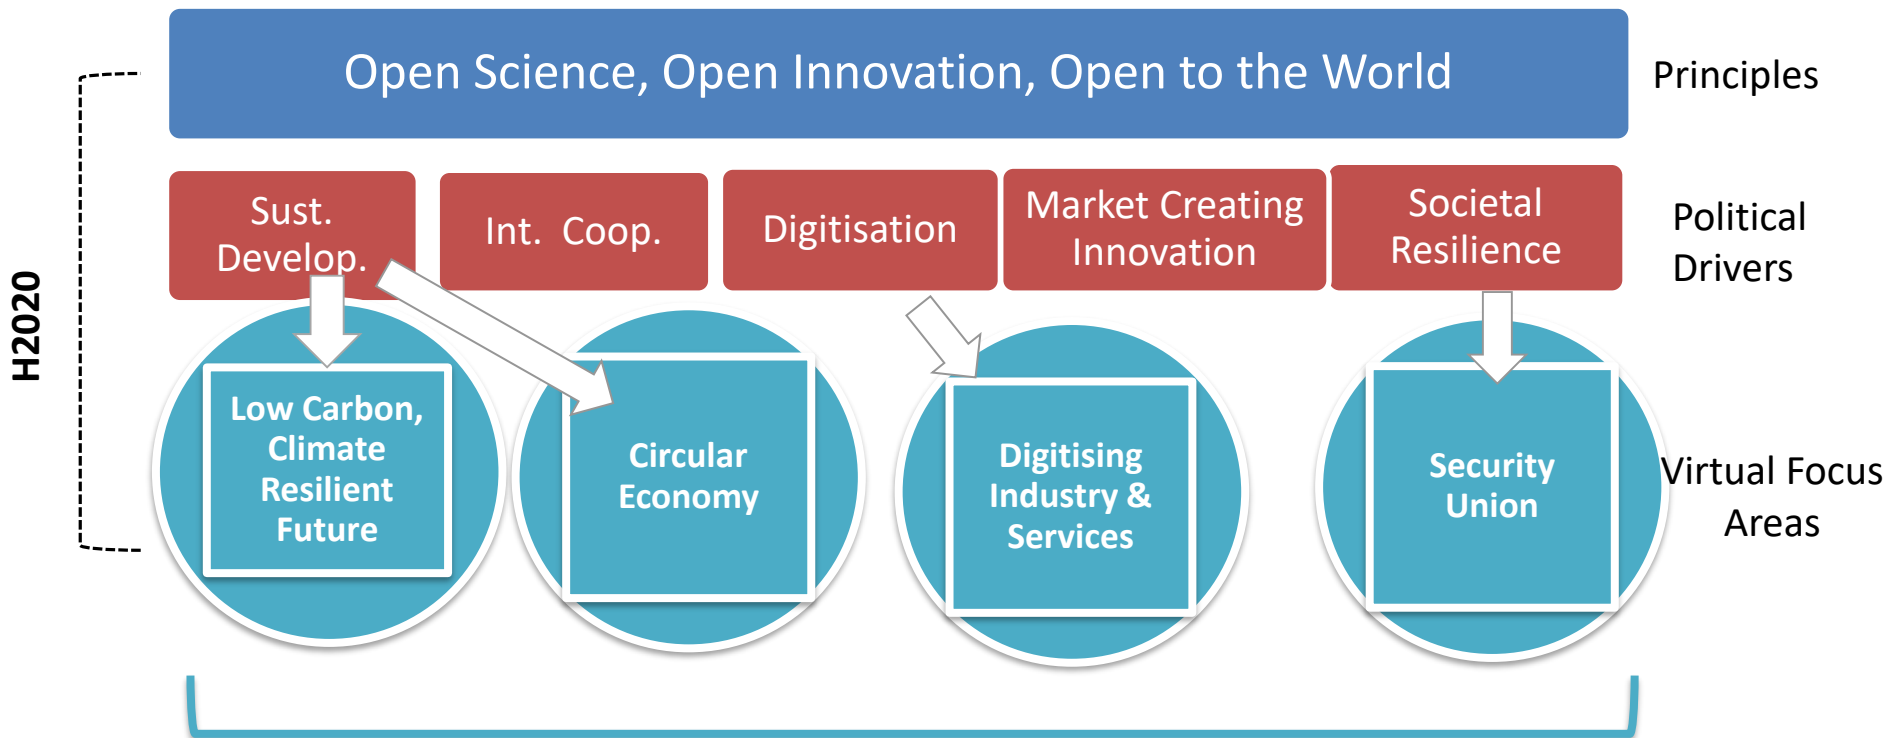 Open Science, Open Innovation, Open to the World
Principles
Sust.
Develop.
Int. Coop.
Digitisation
Market Creating
Innovation
Societal
Resilience
Political
Drivers
H2020
Low Carbon,
Climate
Resilient
Future
Circular
Economy
Digitising
Industry &
Services
Security
Union
Virtual Focus
Areas